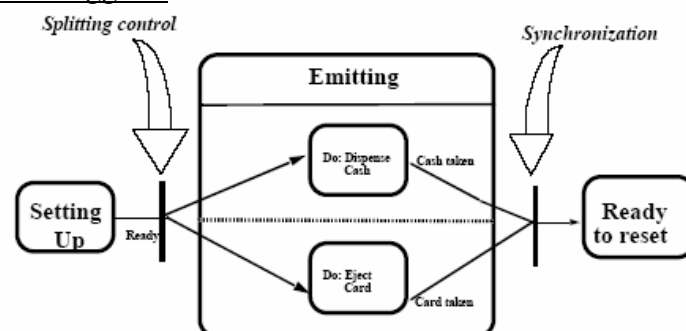 Splitting control
Synchronization
Emitting
Do: Dispense
Cash
Cash taken
Setting
Up
Ready
Ready
to reset
Do: Eject
Card
Card taken